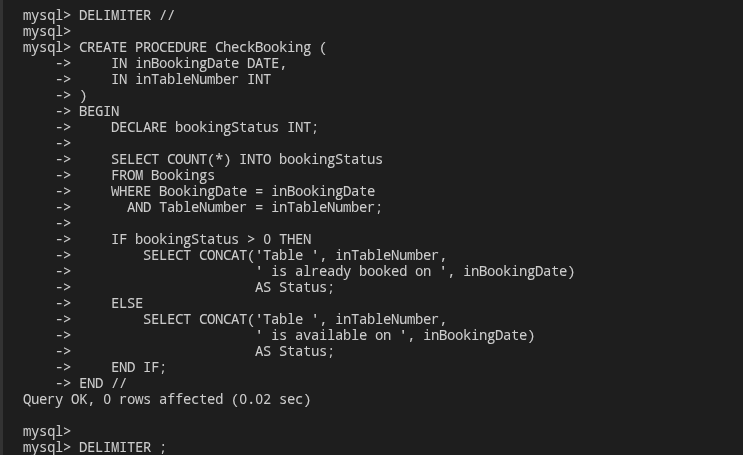 mysql> DELIMITER //
mysql>
mysql> CREATE PROCEDURE CheckBooking (
    ->     IN inBookingDate DATE,
    ->     IN inTableNumber INT
    -> )
    -> BEGIN
    ->     DECLARE bookingStatus INT;
    ->
    ->     SELECT COUNT(*) INTO bookingStatus
    ->     FROM Bookings
    ->     WHERE BookingDate = inBookingDate
    ->       AND TableNumber = inTableNumber;
    ->
    ->     IF bookingStatus > 0 THEN
    ->         SELECT CONCAT('Table ', inTableNumber,
    ->                       ' is already booked on ', inBookingDate)
    ->                       AS Status;
    ->     ELSE
    ->         SELECT CONCAT('Table ', inTableNumber,
    ->                       ' is available on ', inBookingDate)
    ->                       AS Status;
    ->     END IF;
    -> END //
Query OK, 0 rows affected (0.02 sec)

mysql>
mysql> DELIMITER ;